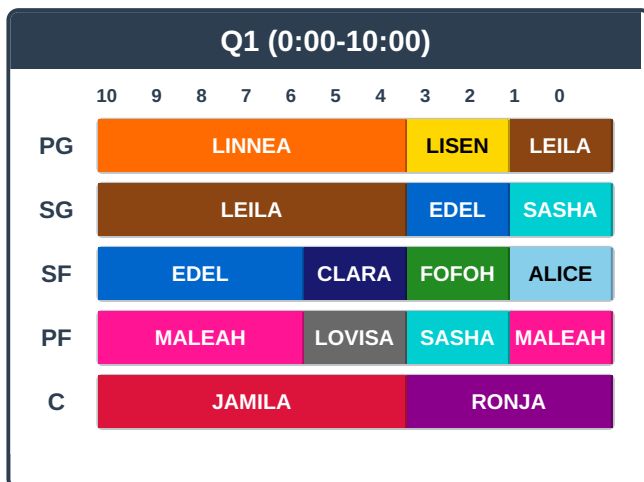 Q1 (0:00-10:00)
10 9 8 7 6 5 4 3 2 1 0
PG LINNEA LISEN LEILA
SG LEILA EDEL SASHA
SF EDEL CLARA FOFOH ALICE
PF MALEAH LOVISA SASHA MALEAH
C JAMILA RONJA